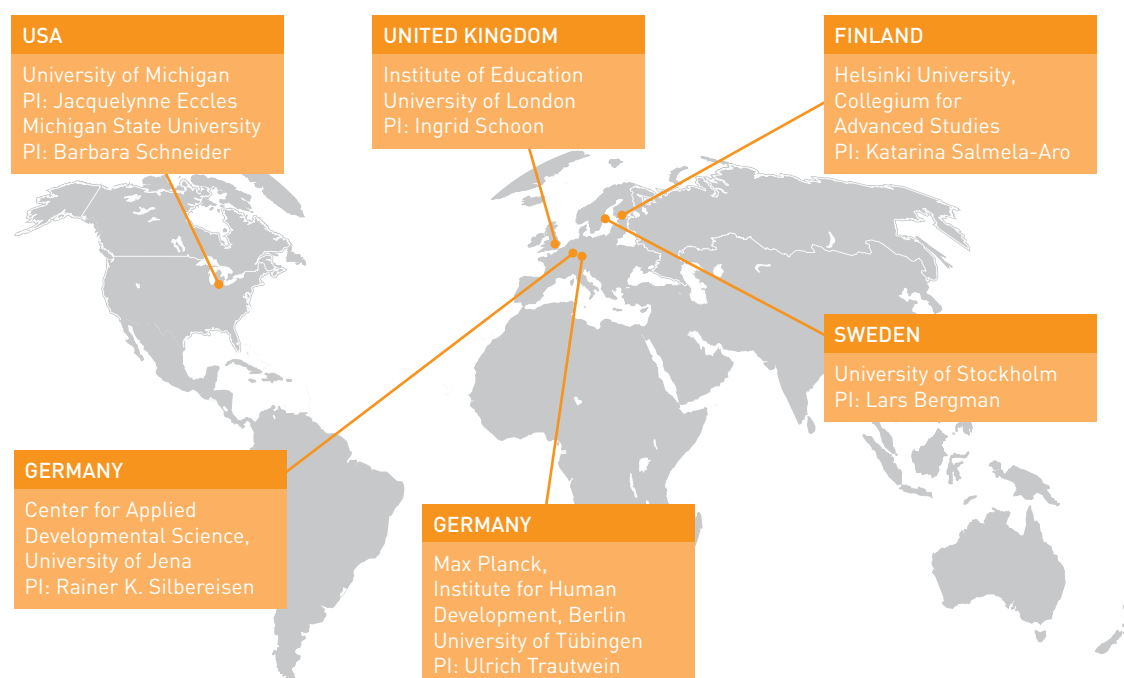 USA
University of Michigan
PI: Jacquelynne Eccles
Michigan State University
PI: Barbara Schneider
UNITED KINGDOM
Institute of Education
University of London
PI: Ingrid Schoon
FINLAND
Helsinki University,
Collegium for
Advanced Studies
PI: Katarina Salmela-Aro
SWEDEN
University of Stockholm
PI: Lars Bergman
GERMANY
Center for Applied
Developmental Science,
University of Jena
PI: Rainer K. Silbereisen
GERMANY
Max Planck,
Institute for Human
Development, Berlin
University of Tübingen
PI: Ulrich Trautwein